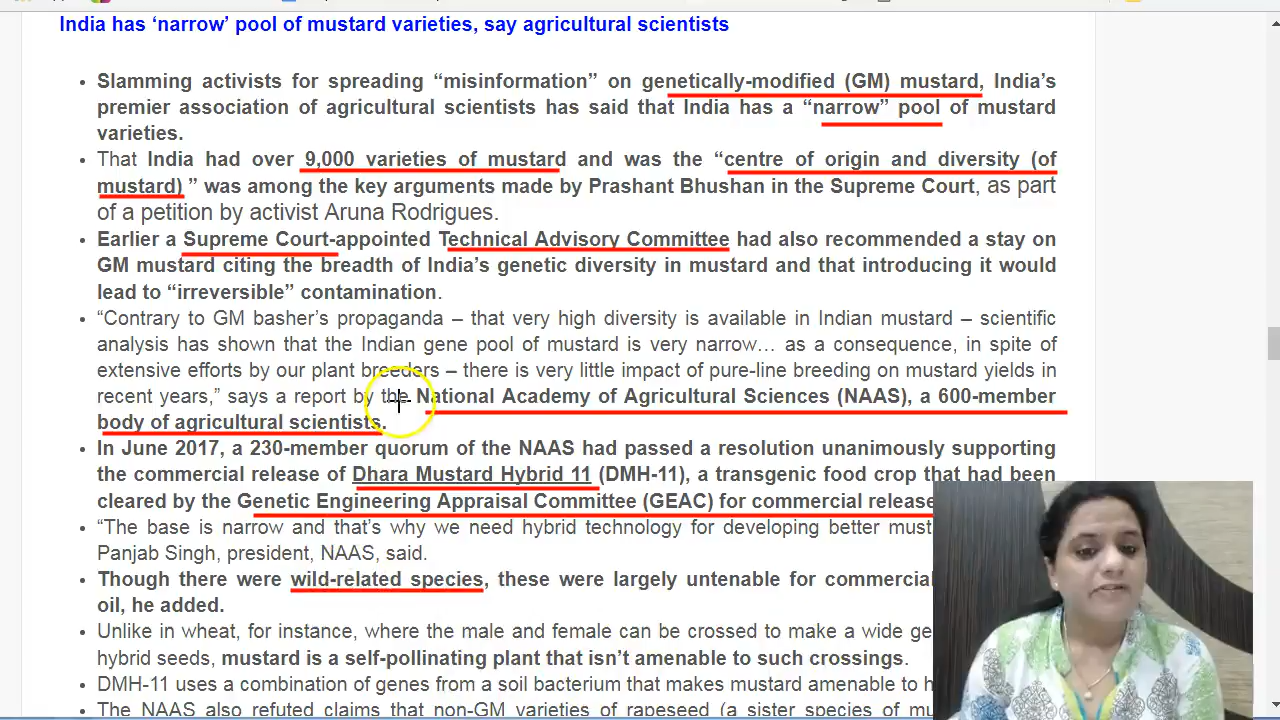 India has ‘narrow’ pool of mustard varieties, say agricultural scientists
• Slamming activists for spreading “misinformation” on genetically-modified (GM) mustard, India’s
premier association of agricultural scientists has said that India has a “narrow” pool of mustard
varieties.
• That India had over 9,000 varieties of mustard and was the “centre of origin and diversity (of
mustard) ” was among the key arguments made by Prashant Bhushan in the Supreme Court, as part
of a petition by activist Aruna Rodrigues.
• Earlier a Supreme Court-appointed Technical Advisory Committee had also recommended a stay on
GM mustard citing the breadth of India’s genetic diversity in mustard and that introducing it would
lead to “irreversible” contamination.
• “Contrary to GM basher’s propaganda – that very high diversity is available in Indian mustard – scientific
analysis has shown that the Indian gene pool of mustard is very narrow… as a consequence, in spite of
extensive efforts by our plant breeders – there is very little impact of pure-line breeding on mustard yields in
recent years,” says a report by the National Academy of Agricultural Sciences (NAAS), a 600-member
body of agricultural scientists.
• In June 2017, a 230-member quorum of the NAAS had passed a resolution unanimously supporting
the commercial release of Dhara Mustard Hybrid 11 (DMH-11), a transgenic food crop that had been
cleared by the Genetic Engineering Appraisal Committee (GEAC) for commercial release
• “The base is narrow and that’s why we need hybrid technology for developing better
Panjab Singh, president, NAAS, said.
• Though there were wild-related species, these were largely untenable for commercial
oil, he added.
• Unlike in wheat, for instance, where the male and female can be crossed to make a wide
hybrid seeds, mustard is a self-pollinating plant that isn’t amenable to such crossings.
• DMH-11 uses a combination of genes from a soil bacterium that makes mustard amenable to
• The NAAS also refuted claims that non-GM varieties of rapeseed (a sister species of